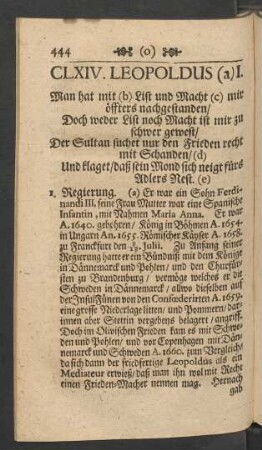 444 (o)
CLXIV. LEOPOLDUS (a) I.
Man hat mit (b) List und Macht (c) mir
öffters nachgestanden/
Doch weder List noch Macht ist mir zu
schwer gewest/
Der Sultan suchet nur den Frieden recht
mit Schanden/ (d)
Und klaget/ daß sein Mond sich neigt fürs
Adlers Nest. (e)
1. Regierung. (a) Er war ein Sohn Ferdi-
nandi III. seine Frau Mutter war eine Spanische
Infantin, mit Nahmen Maria Anna. Er war
A. 1640. gebohren/ König in Böhmen A. 1654-
in Ungarn An. 1655. Römischer Käyser A. 1658.
zu Franckfurt den Julii. Zu Anfang seiner
Regierung hatte er ein Bündniß mit dem Könige
in Dännemarck und Pohlen/ und den Churfür-
sten zu Brandenburg / vermöge welches er die
Schweden in Dännemarck / allwo dieselben auf
der Insul Fünen von den Confœderirten A. 1659.
eine grosse Niederlage litten/ und Pommern/ dar-
innen aber Stettin vergebens belagert / angriff.
Doch im Olivischen Frieden kam es mit Schwe-
den und Pohlen/ und vor Copenhagen mit Dän-
nemarck und Schweden A. 1660. zum Vergleich/
da sich dann der friedfertige Leopoldus als ein
Mediateur erwieß/ daß man ihn wol mit Recht
einen Frieden-Macher nennen mag. Hernach
gab